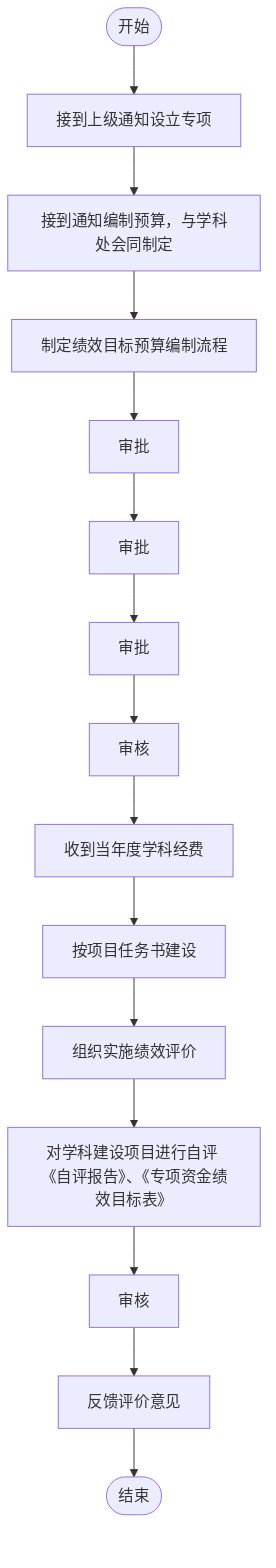 开始
接到上级通知设立专项
接到通知编制预算，与学科
处会同制定
制定绩效目标预算编制流程
审批
审批
审批
审核
收到当年度学科经费
按项目任务书建设
组织实施绩效评价
对学科建设项目进行自评
《自评报告》、《专项资金绩
效目标表》
审核
反馈评价意见
结束